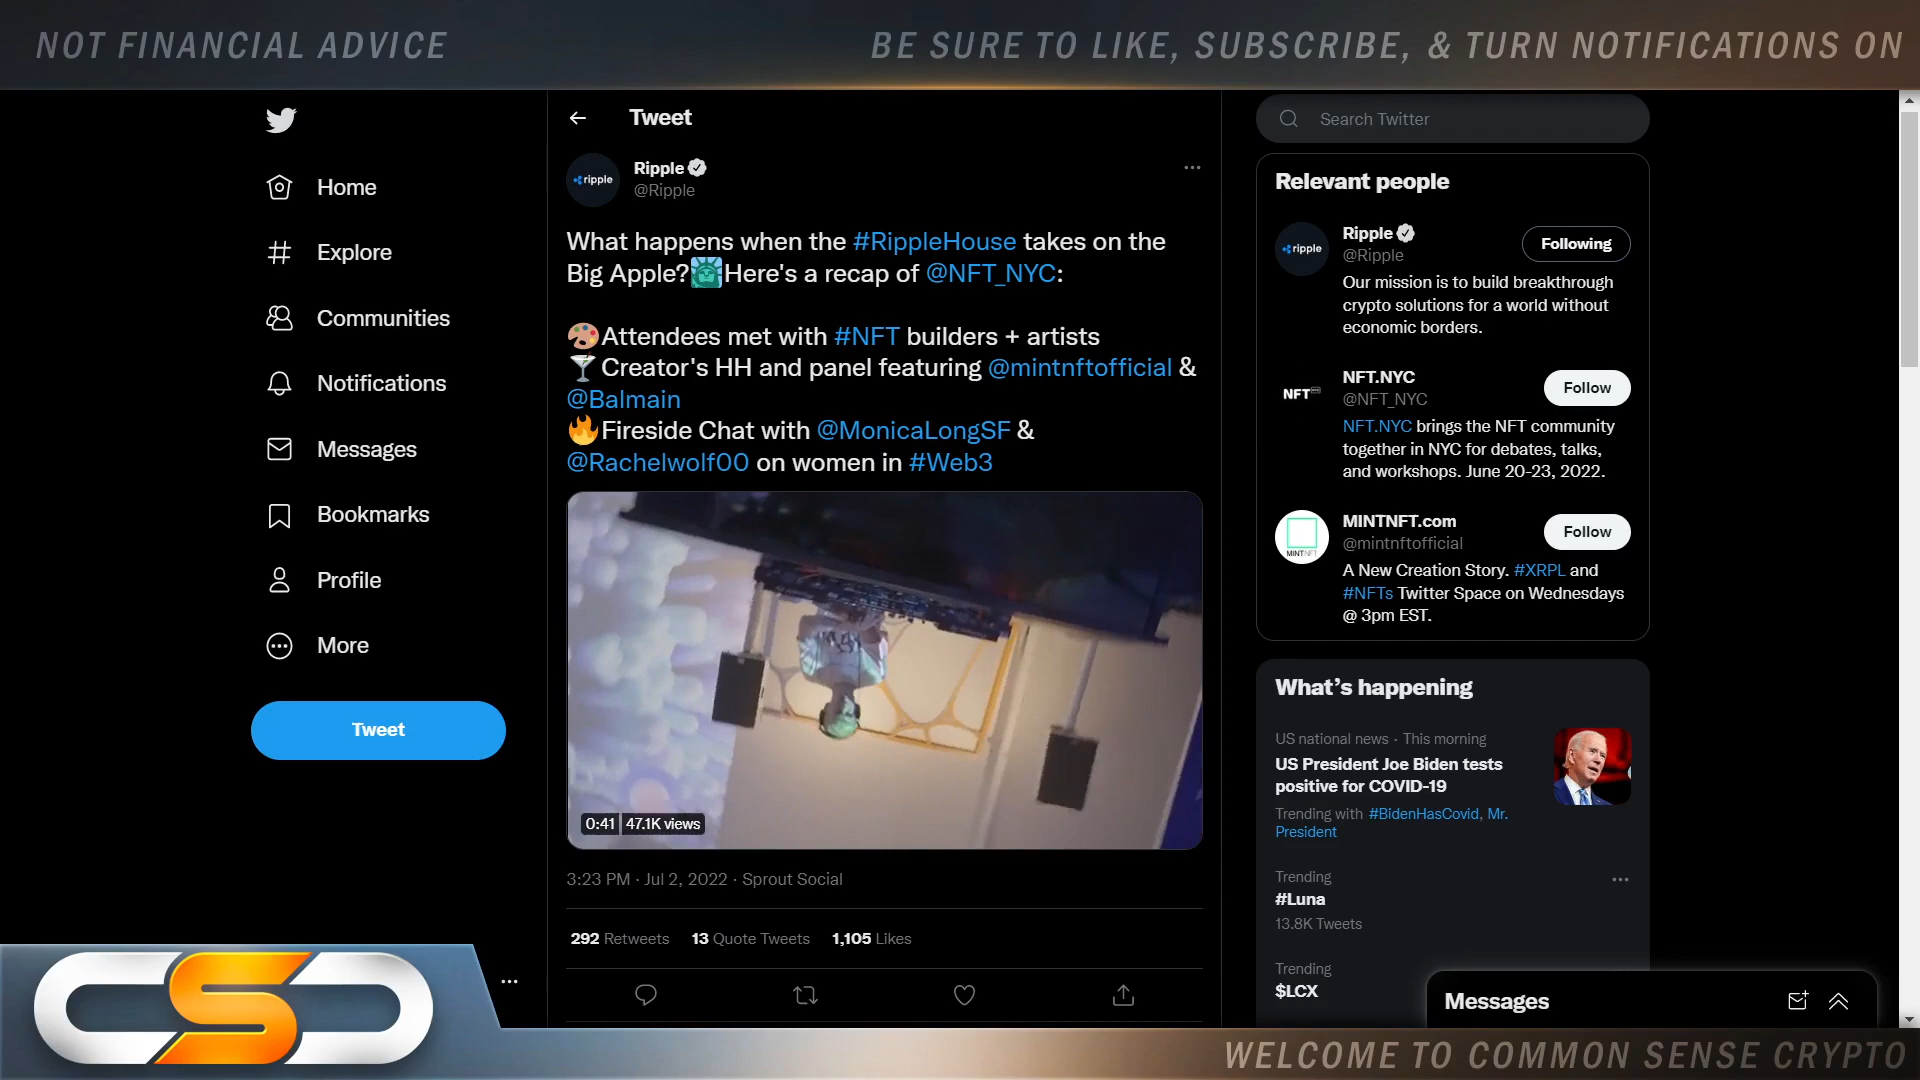 NOT FINANCIAL ADVICE
BE SURE TO LIKE, SUBSCRIBE, & TURN NOTIFICATIONS ON
Home
Explore
Communities
Notifications
Messages
Bookmarks
Profile
More
Tweet
Tweet
ripple
Ripple
@Ripple
What happens when the #RippleHouse takes on the
Big Apple?🗽Here's a recap of @NFT_NYC:
🎨Attendees met with #NFT builders + artists
🍸Creator's HH and panel featuring @mintnftofficial &
@Balmain
🔥Fireside Chat with @MonicaLongSF &
@Rachelwolf00 on women in #Web3
0:41 47.1K views
3:23 PM · Jul 2, 2022 · Sprout Social
292 Retweets 13 Quote Tweets 1,105 Likes
Search Twitter
Relevant people
ripple
Ripple
@Ripple
Following
Our mission is to build breakthrough
crypto solutions for a world without
economic borders.
NFT
NFT.NYC
@NFT_NYC
Follow
NFT.NYC brings the NFT community
together in NYC for debates, talks,
and workshops. June 20-23, 2022.
MINTNFT
MINTNFT.com
@mintnftofficial
Follow
A New Creation Story. #XRPL and
#NFTs Twitter Space on Wednesdays
@ 3pm EST.
What's happening
US national news · This morning
US President Joe Biden tests
positive for COVID-19
Trending with #BidenHasCovid, Mr.
President
Trending
#Luna
13.8K Tweets
Trending
$LCX
Messages
CSC
WELCOME TO COMMON SENSE CRYPTO